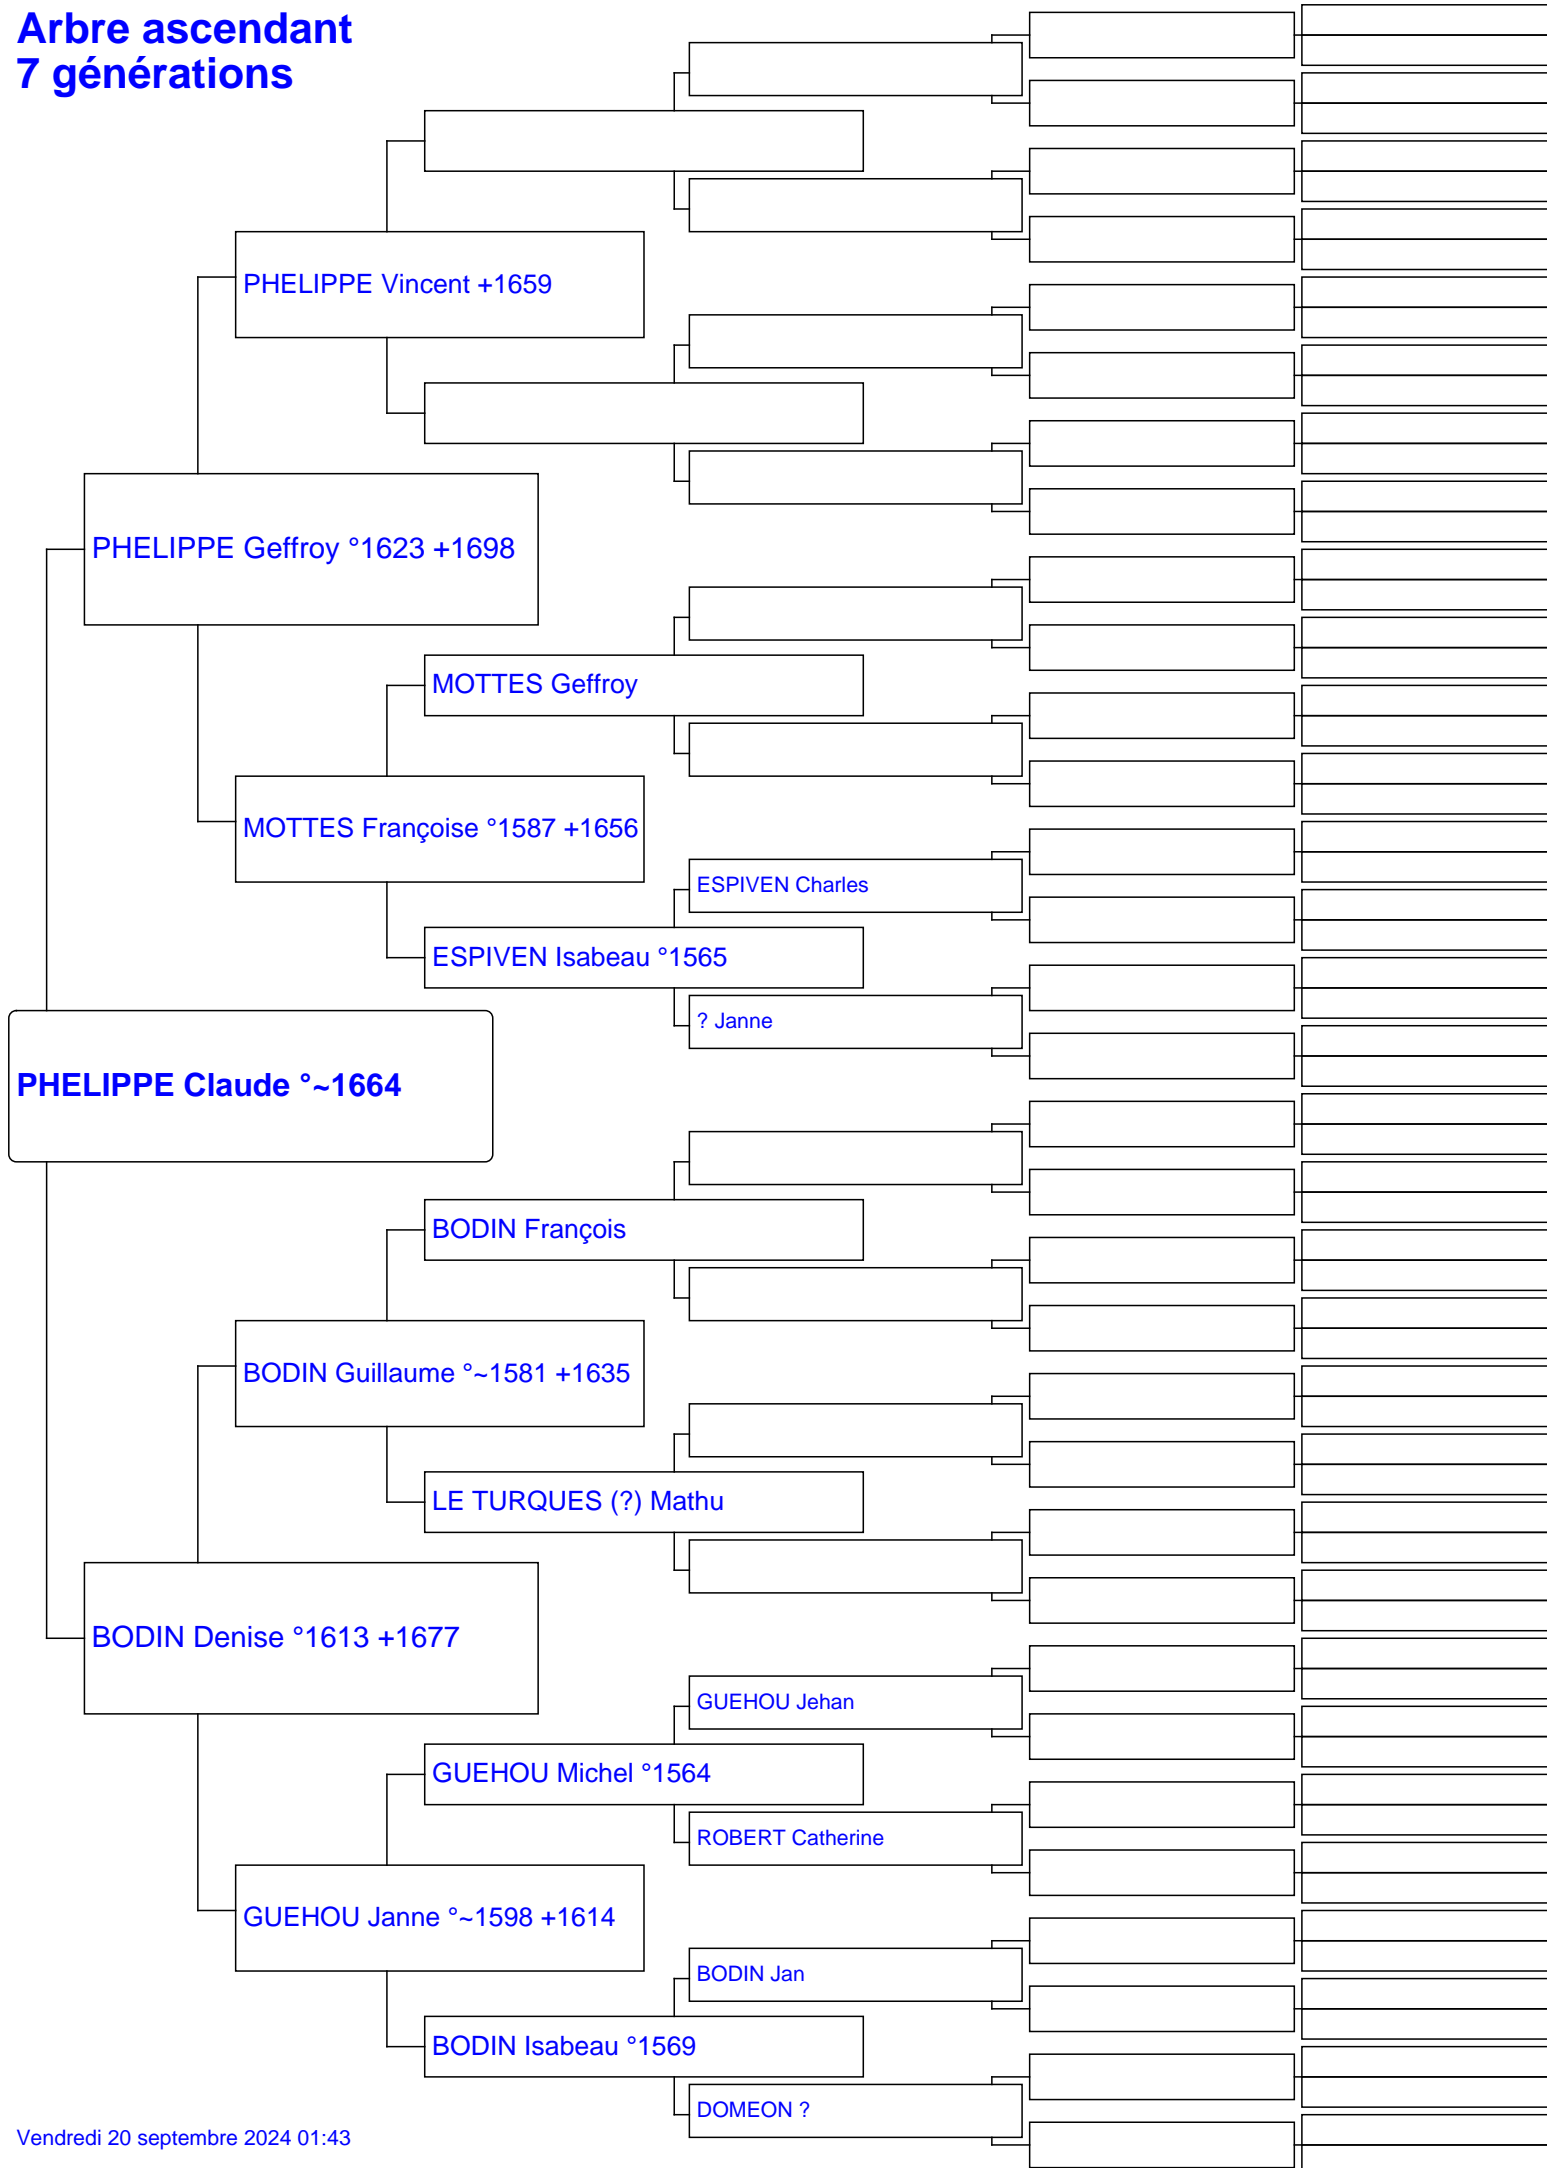 Arbre ascendant
7 générations
PHELIPPE Vincent +1659
PHELIPPE Geffroy °1623 +1698
MOTTES Geffroy
MOTTES Françoise °1587 +1656
ESPIVEN Charles
ESPIVEN Isabeau °1565
? Janne
PHELIPPE Claude °~1664
BODIN François
BODIN Guillaume °~1581 +1635
LE TURQUES (?) Mathu
BODIN Denise °1613 +1677
GUEHOU Jehan
GUEHOU Michel °1564
ROBERT Catherine
GUEHOU Janne °~1598 +1614
BODIN Jan
BODIN Isabeau °1569
DOMEON ?
Vendredi 20 septembre 2024 01:43